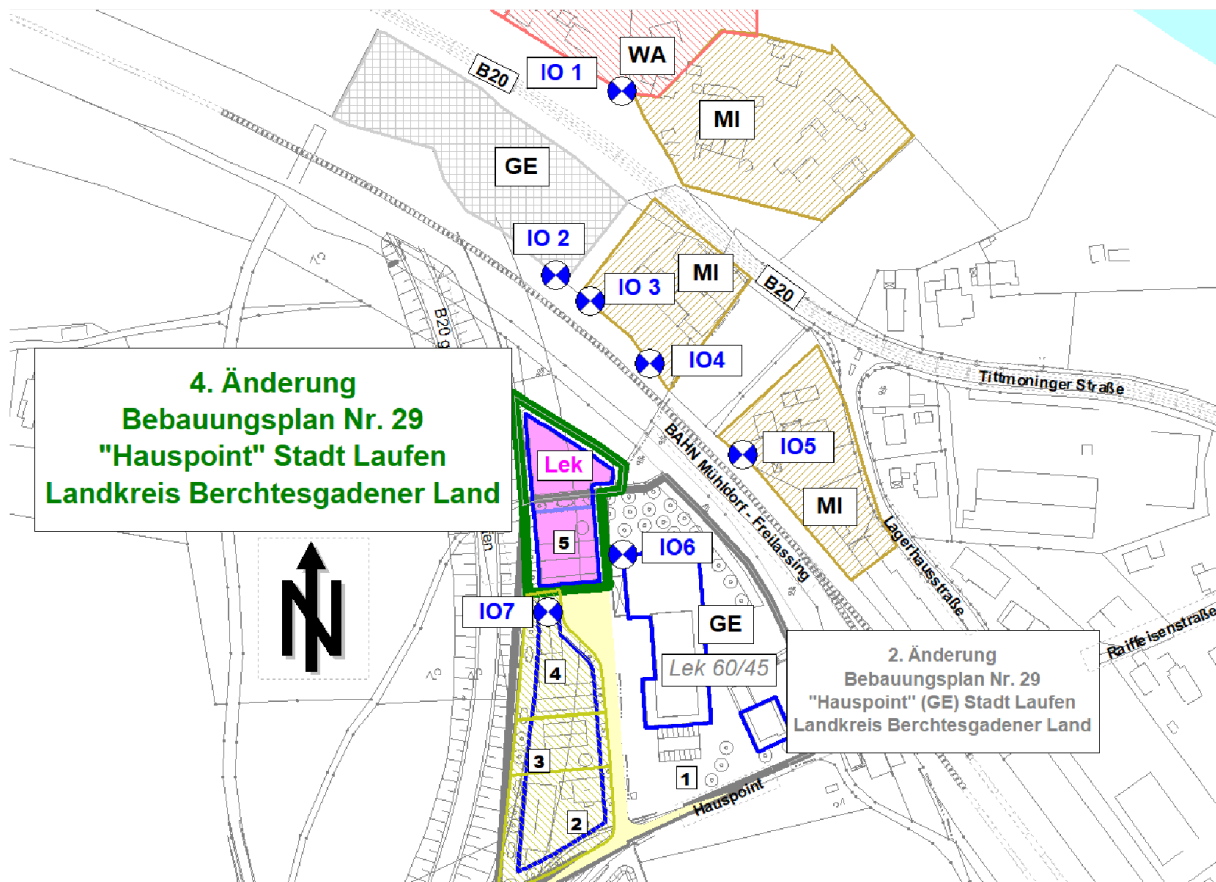 WA
B20
IO 1
MI
GE
IO 2
MI
IO 3
B20
B20 g
IO4
4. Änderung
Bebauungsplan Nr. 29
"Hauspoint" Stadt Laufen
Landkreis Berchtesgadener Land
Tittmoninger Straße
BAHN Mühldorf - Freilassing
IO5
Lek
MI
Lagerhausstraße
5
IO6
N
IO7
GE
Raiffeisenstraße
Lek 60/45
2. Änderung
Bebauungsplan Nr. 29
"Hauspoint" (GE) Stadt Laufen
Landkreis Berchtesgadener Land
4
3
1
Hauspoint
2